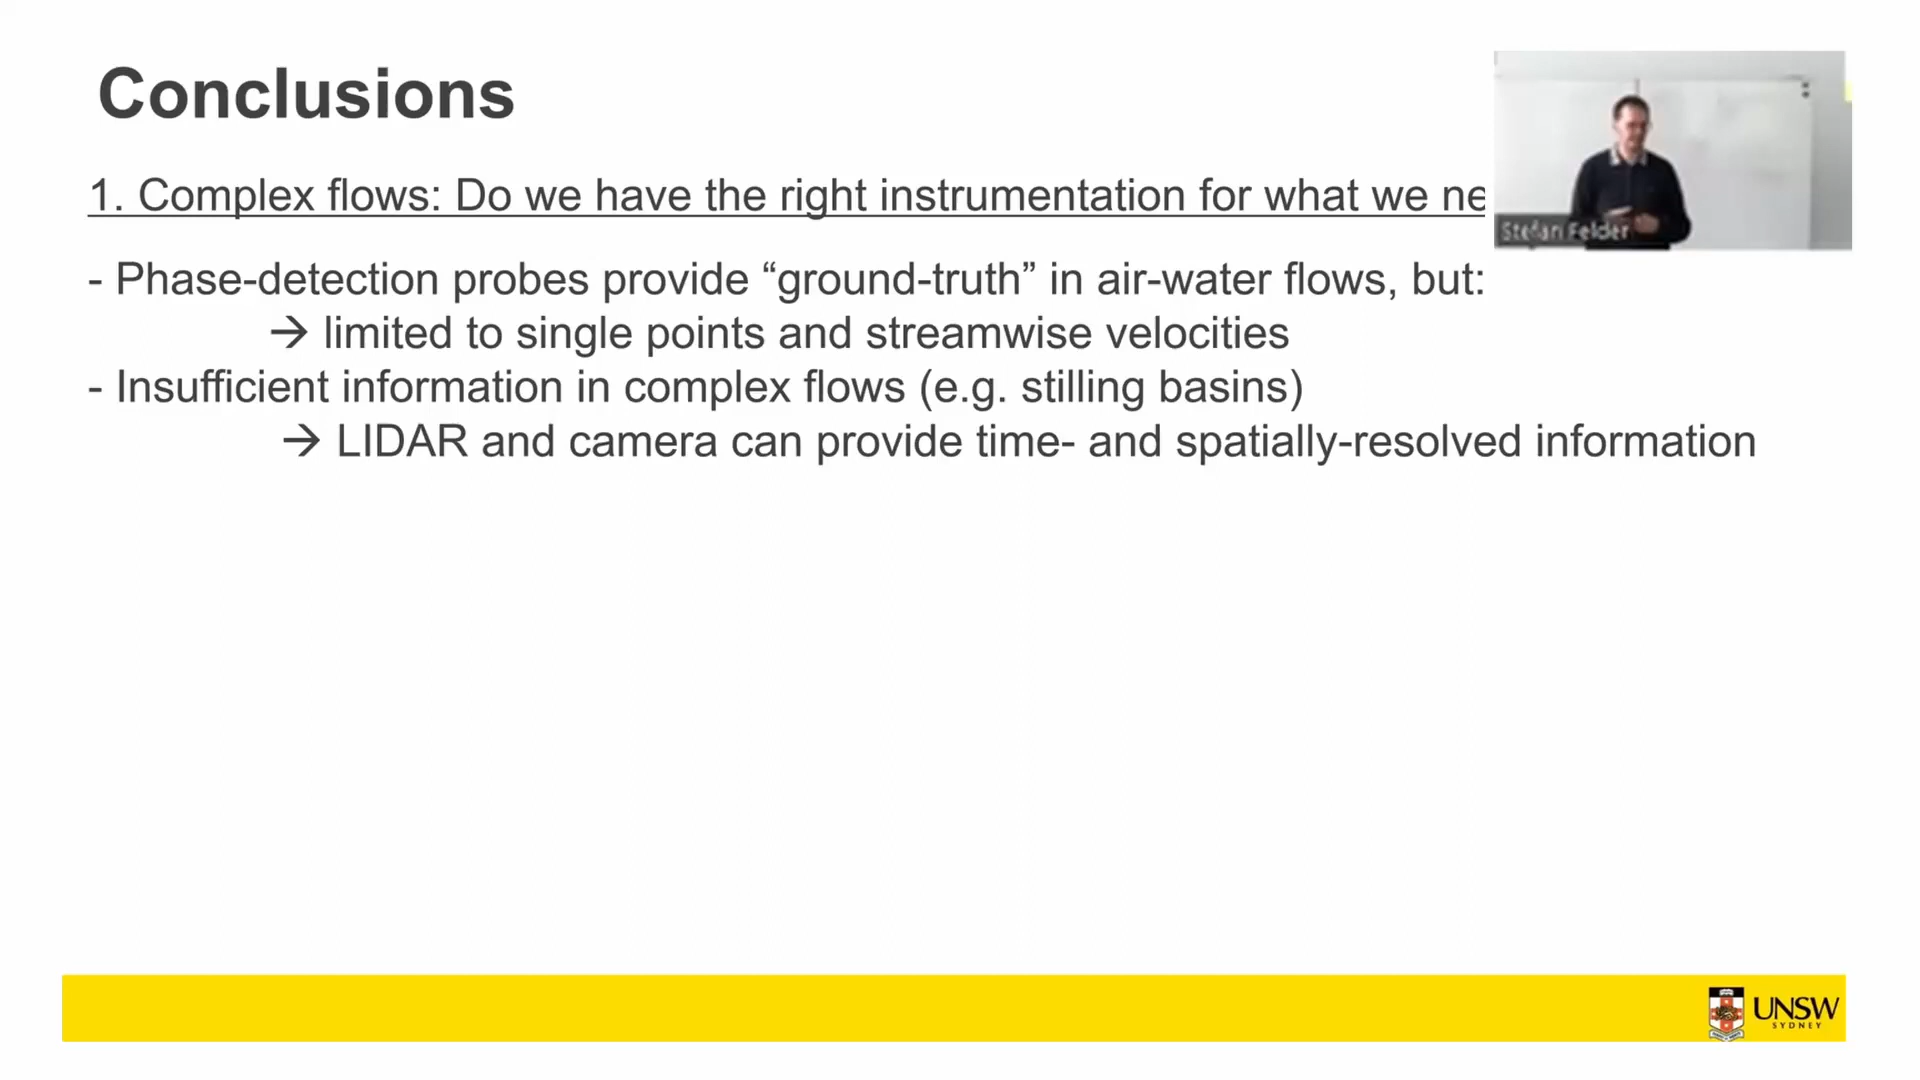 Conclusions
1. Complex flows: Do we have the right instrumentation for what we ne
Stefan Felder
- Phase-detection probes provide “ground-truth” in air-water flows, but:
→ limited to single points and streamwise velocities
- Insufficient information in complex flows (e.g. stilling basins)
→ LIDAR and camera can provide time- and spatially-resolved information
UNSW
SYDNEY